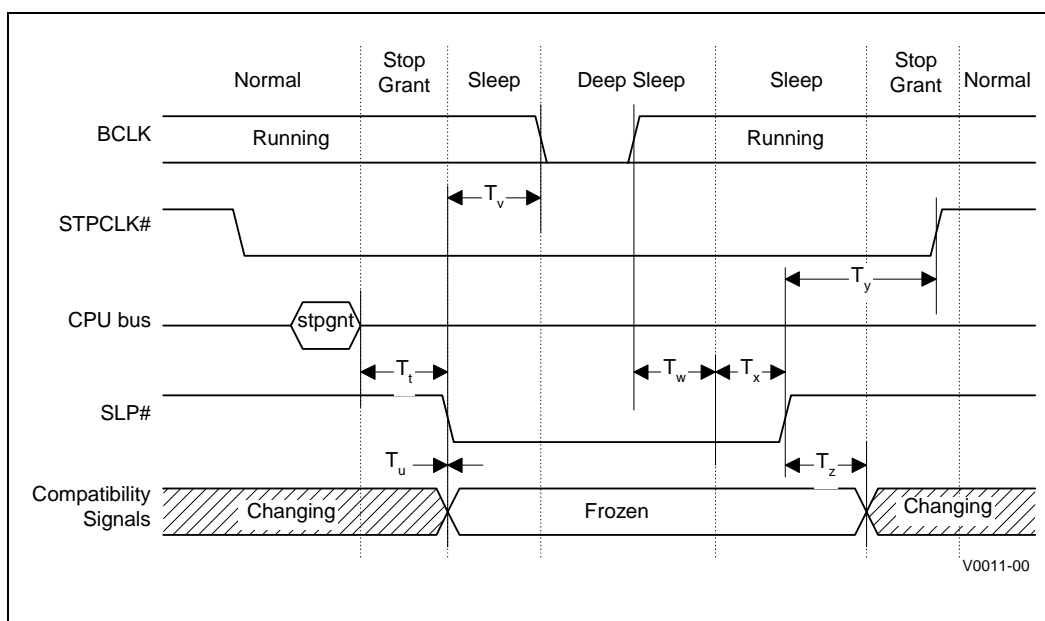 Normal
Stop
Grant
Sleep
Deep Sleep
Sleep
Stop
Grant
Normal
BCLK
Running
Running
Tv
STPCLK#
Ty
CPU bus
stpgnt
Tt
Tw
Tx
SLP#
Tu
Tz
Compatibility
Signals
Changing
Frozen
Changing
V0011-00